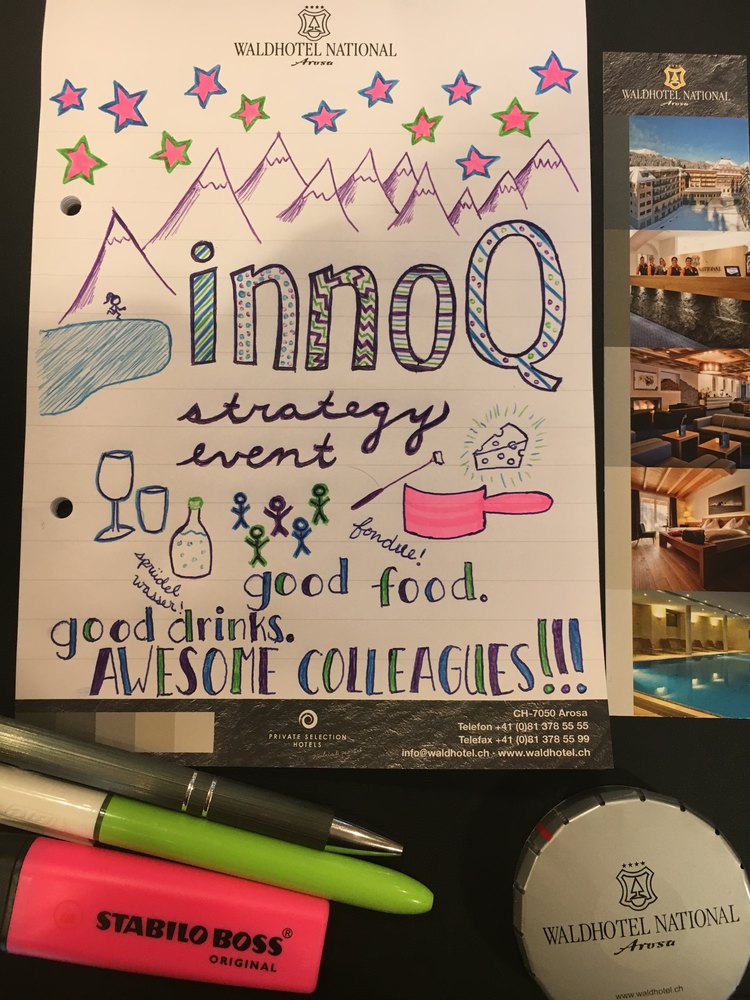 WALDHOTEL NATIONAL
Arosa
innoQ
strategy
event
fondue!
sprüdel
wasser!
good food.
good drinks.
AWESOME COLLEAGUES!!!
PRIVATE SELECTION
HOTELS
CH-7050 Arosa
Telefon +41 (0)81 378 55 55
Telefax +41 (0)81 378 55 99
info@waldhotel.ch · www.waldhotel.ch
WALDHOTEL NATIONAL
Arosa
NATIONAL
STABILO BOSS®
ORIGINAL
WALDHOTEL NATIONAL
Arosa
www.waldhotel.ch